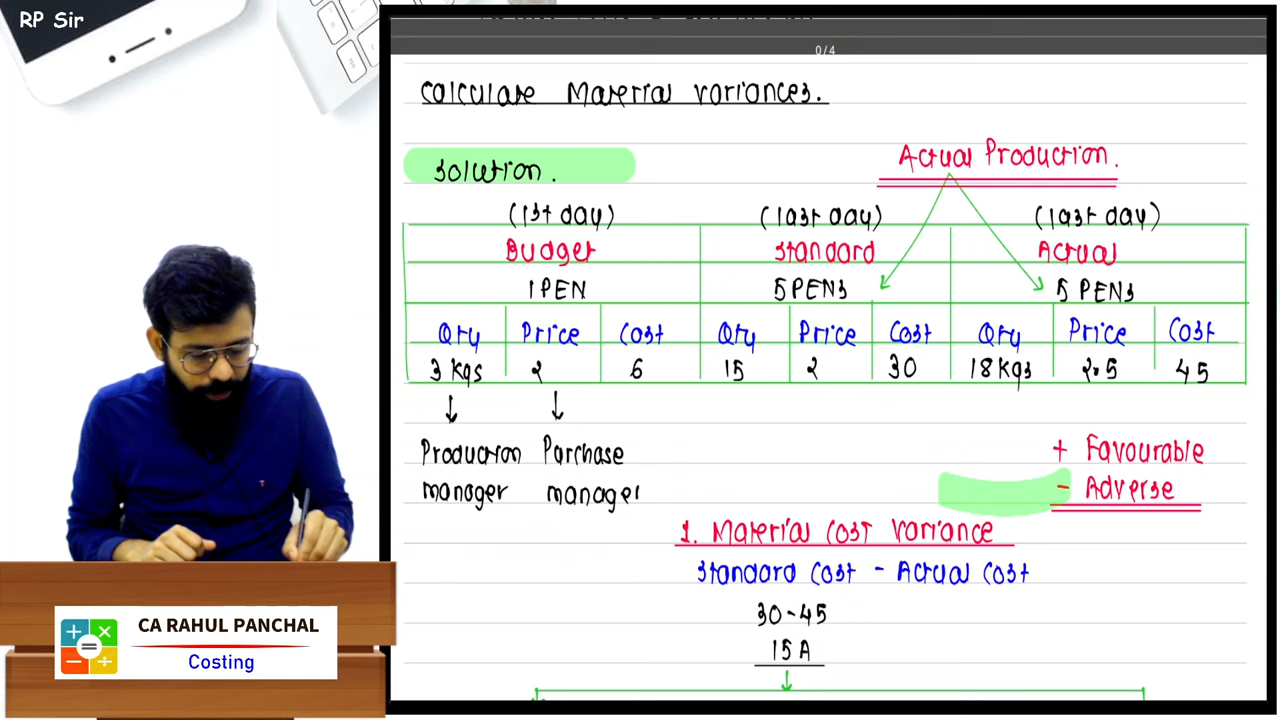 RP Sir
0/4
Calculate Material Variances.
Solution.
Actual Production.
(1st day) (last day) (last day)
Budget Standard Actual
1 PEN 5 PENs 5 PENs
Qty Price Cost Qty Price Cost Qty Price Cost
3 kgs 2 6 15 2 30 18 kgs 2.5 45
Production Purchase
manager manager
+ Favourable
- Adverse
1. Material Cost Variance
Standard Cost - Actual Cost
30 - 45
15 A
CA RAHUL PANCHAL
Costing